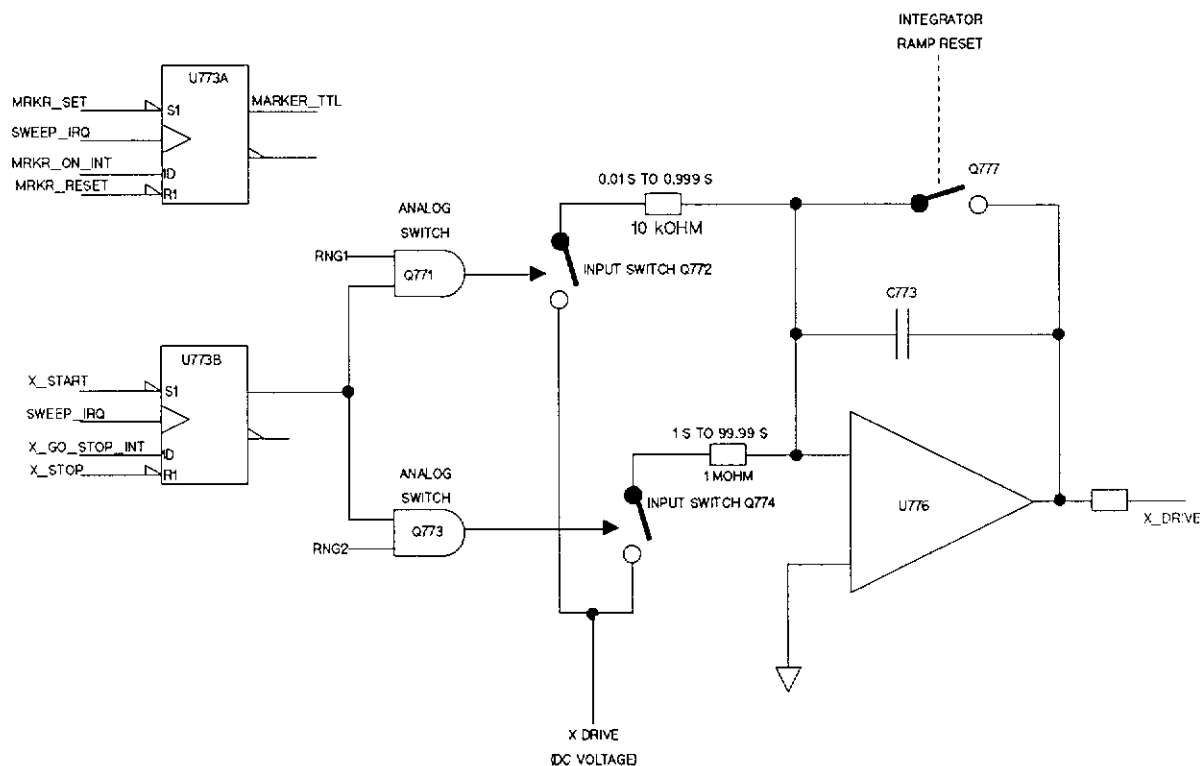 INTEGRATOR
RAMP RESET
U773A
MRKR_SET
S1
MARKER_TTL
SWEEP_IRQ
MRKR_ON_INT
1D
MRKR_RESET
R1
Q777
0.01 S TO 0.999 S
10 kOHM
ANALOG
SWITCH
RNG1
Q771
INPUT SWITCH Q772
C773
U773B
X_START
S1
SWEEP_IRQ
X_GO_STOP_INT
1D
X_STOP
R1
1 S TO 99.99 S
1 MOHM
ANALOG
SWITCH
INPUT SWITCH Q774
Q773
RNG2
U776
X_DRIVE
X DRIVE
(DC VOLTAGE)